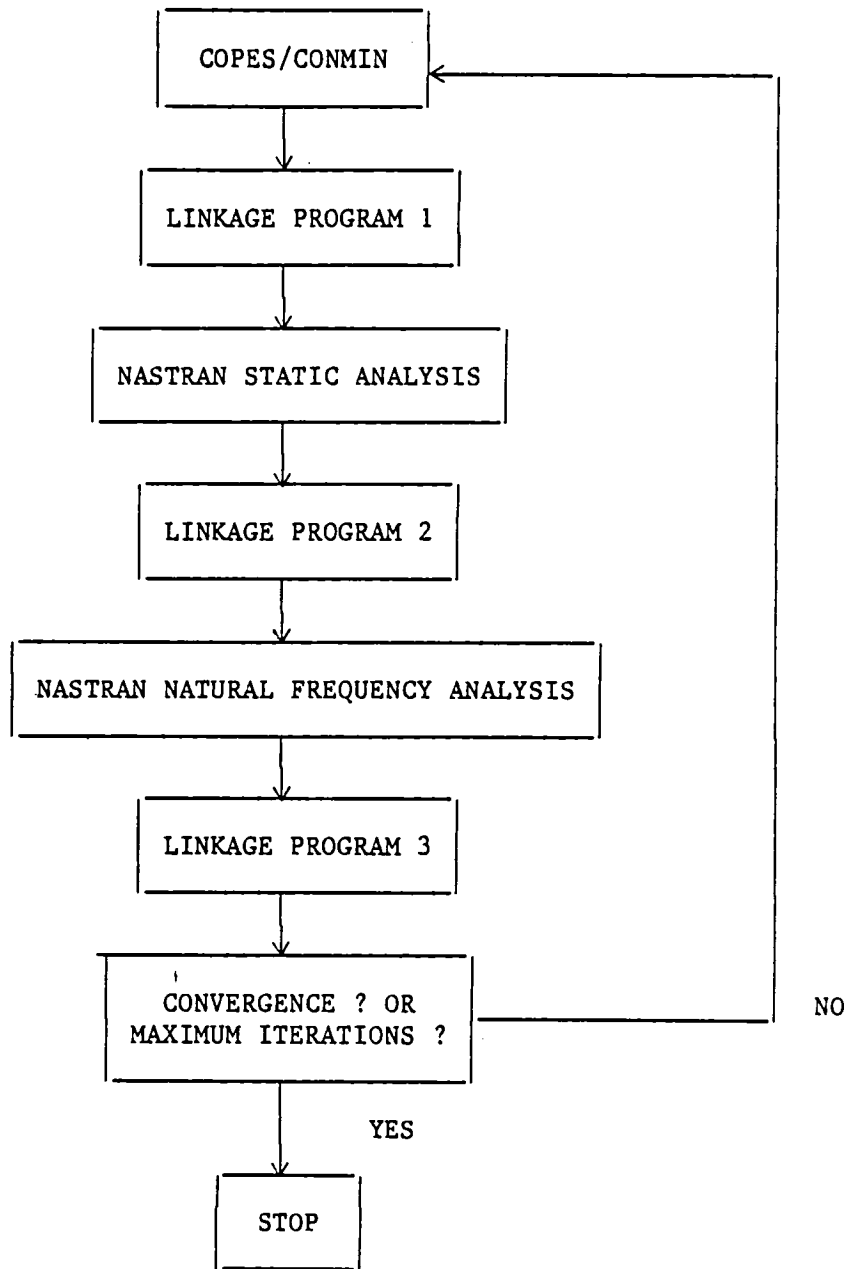 COPES/CONMIN
LINKAGE PROGRAM 1
NASTRAN STATIC ANALYSIS
LINKAGE PROGRAM 2
NASTRAN NATURAL FREQUENCY ANALYSIS
LINKAGE PROGRAM 3
CONVERGENCE ? OR
MAXIMUM ITERATIONS ?
NO
YES
STOP